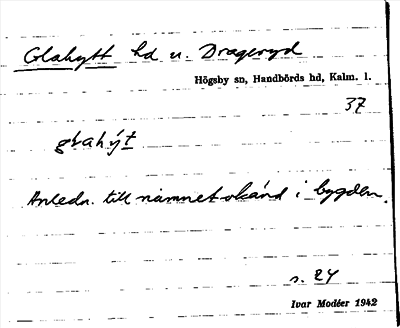 Glahytt hd u. Drageryd
Högsby sn, Handbörds hd, Kalm. l.
37
glahýt
Anledn. till namnet okänd i bygden.
s. 24
Ivar Modéer 1942